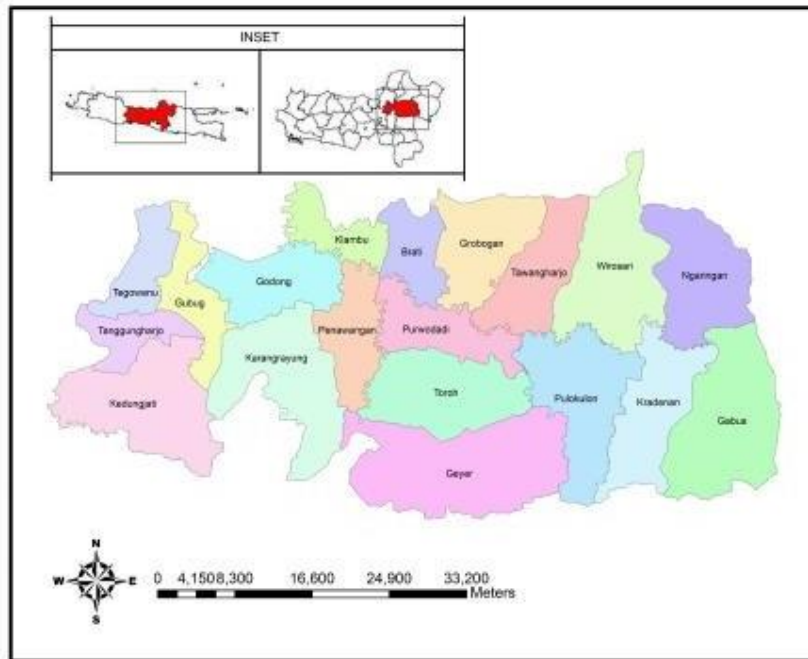 INSET
Klambu
Brati
Grobogan
Tawangharjo
Wirosari
Ngaringan
Tegowanu
Gubug
Godong
Tanggungharjo
Karangrayung
Penawangan
Purwodadi
Kedungjati
Toroh
Pulokulon
Kradenan
Gabus
Geyer
N
W E
S
0 4,150 8,300 16,600 24,900 33,200
Meters